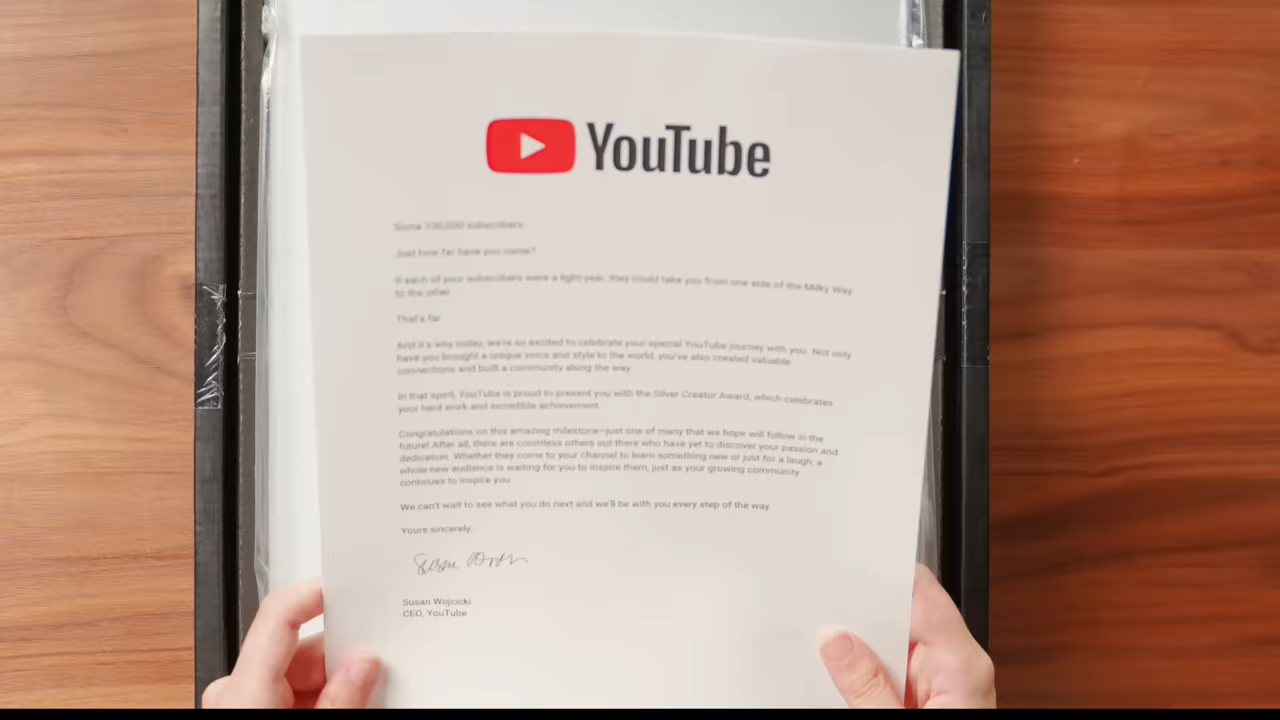 YouTube
Some 100,000 subscribers.
Just how far have you come?
If each of your subscribers were a light-year, they could take you from one side of the Milky Way
to the other.
That's far.
And it's why today, we're so excited to celebrate your special YouTube journey with you. Not only
have you brought a unique voice and style to the world, you've also created valuable
connections and built a community along the way.
In that spirit, YouTube is proud to present you with the Silver Creator Award, which celebrates
your hard work and incredible achievement.
Congratulations on this amazing milestone—just one of many that we hope will follow in the
future! After all, there are countless others out there who have yet to discover your passion and
dedication. Whether they come to your channel to learn something new or just for a laugh, a
whole new audience is waiting for you to inspire them, just as your growing community
continues to inspire you.
We can't wait to see what you do next and we'll be with you every step of the way.
Yours sincerely,
Susan Wojcicki
CEO, YouTube